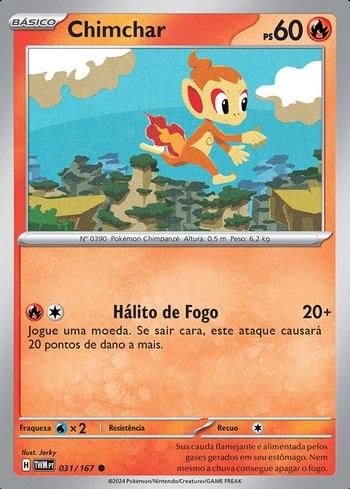 BÁSICO
Chimchar
PS60
Nº 0390 Pokémon Chimpanzé Altura: 0,5 m Peso: 6,2 kg
Hálito de Fogo 20+
Jogue uma moeda. Se sair cara, este ataque causará
20 pontos de dano a mais.
Fraqueza ×2 Resistência Recuo
Ilust. Jerky
H TWM PT 031/167
Sua cauda flamejante é alimentada pelos
gases gerados em seu estômago. Nem
mesmo a chuva consegue apagar o fogo.
©2024 Pokémon/Nintendo/Creatures/GAME FREAK